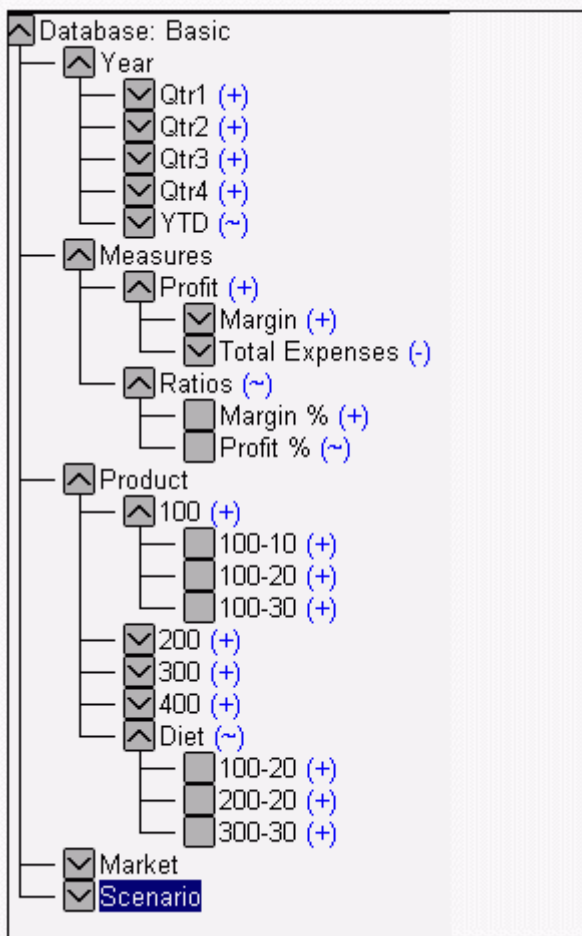 Database: Basic
Year
Qtr1 (+)
Qtr2 (+)
Qtr3 (+)
Qtr4 (+)
YTD (~)
Measures
Profit (+)
Margin (+)
Total Expenses (-)
Ratios (~)
Margin % (+)
Profit % (~)
Product
100 (+)
100-10 (+)
100-20 (+)
100-30 (+)
200 (+)
300 (+)
400 (+)
Diet (~)
100-20 (+)
200-20 (+)
300-30 (+)
Market
Scenario